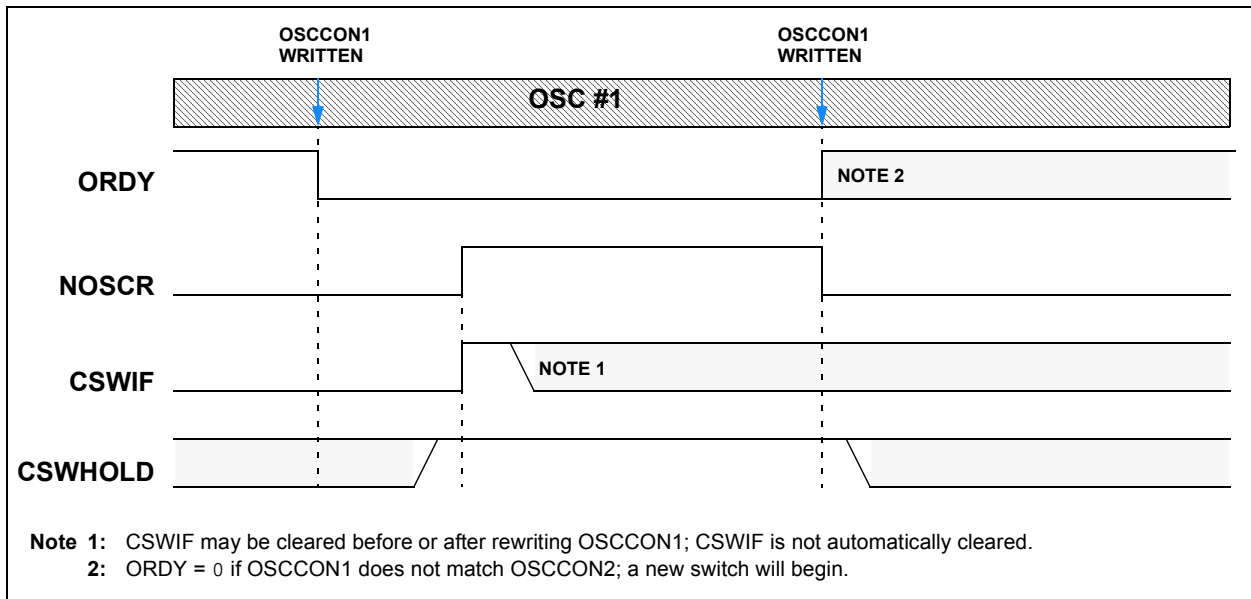 OSCCON1
WRITTEN
OSCCON1
WRITTEN
OSC #1
ORDY
NOTE 2
NOSCR
CSWIF
NOTE 1
CSWHOLD
Note 1: CSWIF may be cleared before or after rewriting OSCCON1; CSWIF is not automatically cleared.
2: ORDY = 0 if OSCCON1 does not match OSCCON2; a new switch will begin.